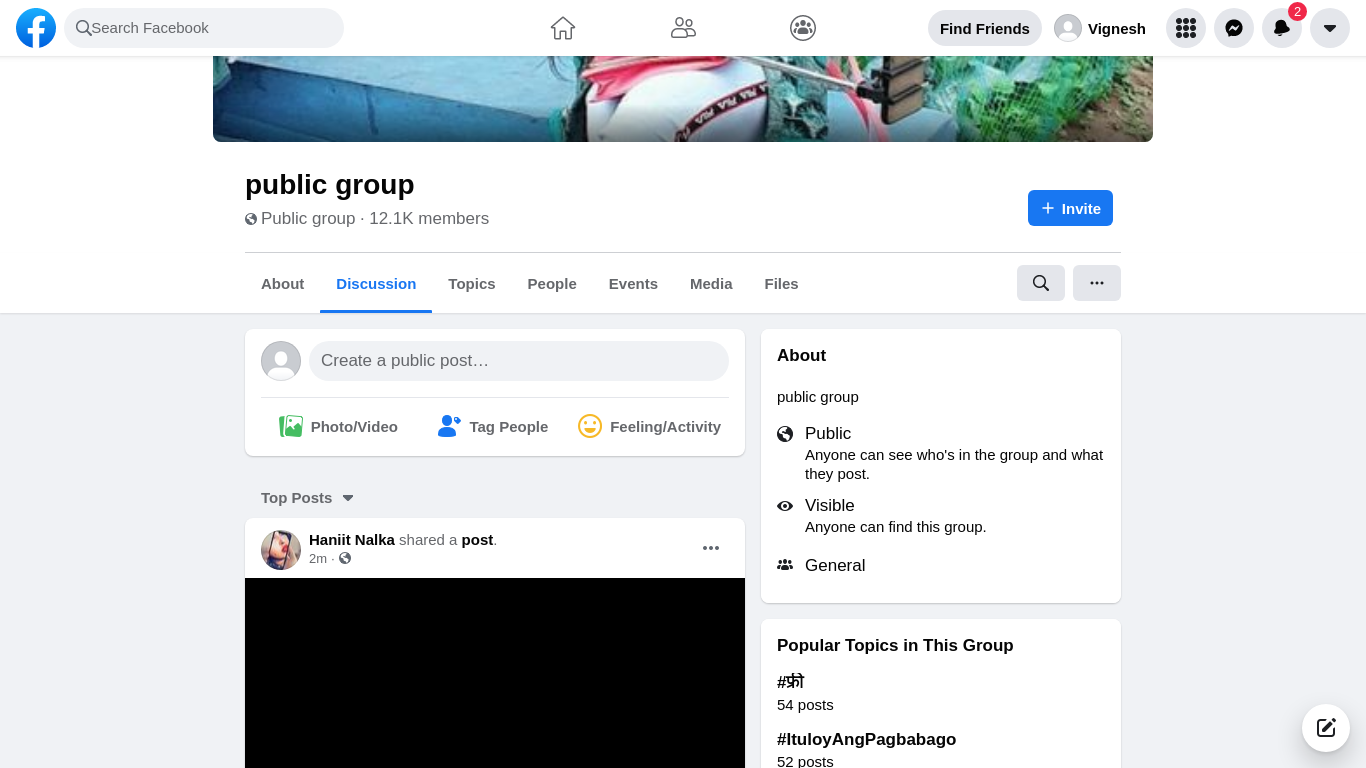 Search Facebook
Find Friends
Vignesh
2
public group
Public group · 12.1K members
Invite
About
Discussion
Topics
People
Events
Media
Files
Create a public post…
Photo/Video
Tag People
Feeling/Activity
Top Posts
Haniit Nalka shared a post.
2m ·
About
public group
Public
Anyone can see who's in the group and what
they post.
Visible
Anyone can find this group.
General
Popular Topics in This Group
#फ्री
54 posts
#ItuloyAngPagbabago
52 posts